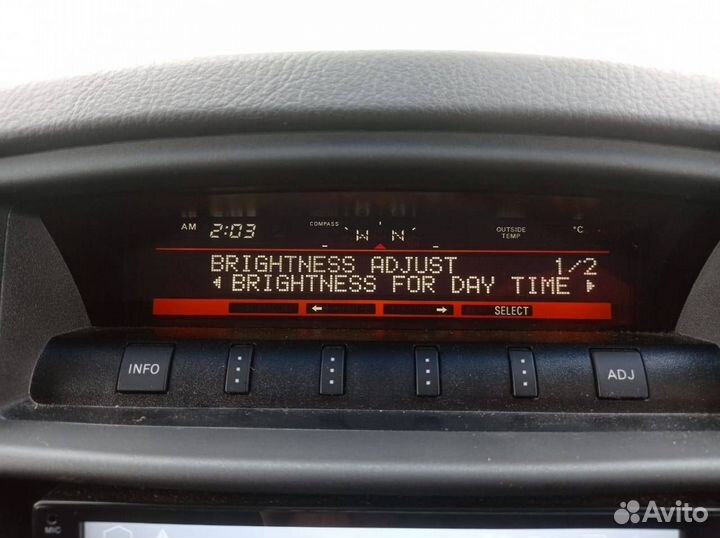 AM 2:03 COMPASS W N OUTSIDE TEMP °C
BRIGHTNESS ADJUST 1/2
BRIGHTNESS FOR DAY TIME
← → SELECT
INFO ADJ
MIC
Avito